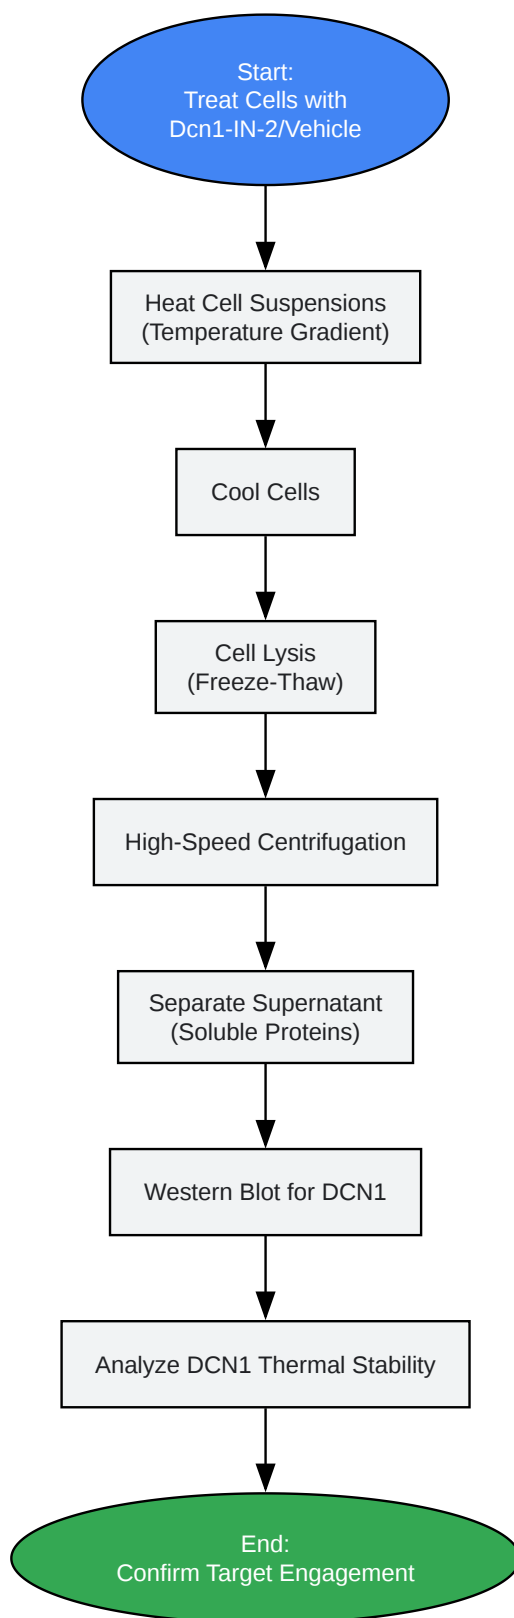 Start:
Treat Cells with
Dcn1-IN-2/Vehicle
Heat Cell Suspensions
(Temperature Gradient)
Cool Cells
Cell Lysis
(Freeze-Thaw)
High-Speed Centrifugation
Separate Supernatant
(Soluble Proteins)
Western Blot for DCN1
Analyze DCN1 Thermal Stability
End:
Confirm Target Engagement